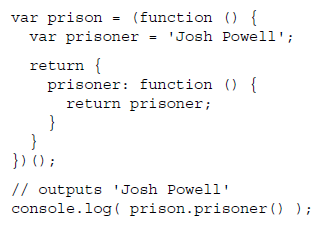 var prison = (function () {
  var prisoner = 'Josh Powell';
  return {
    prisoner: function () {
      return prisoner;
    }
  }
})();
// outputs 'Josh Powell'
console.log( prison.prisoner() );